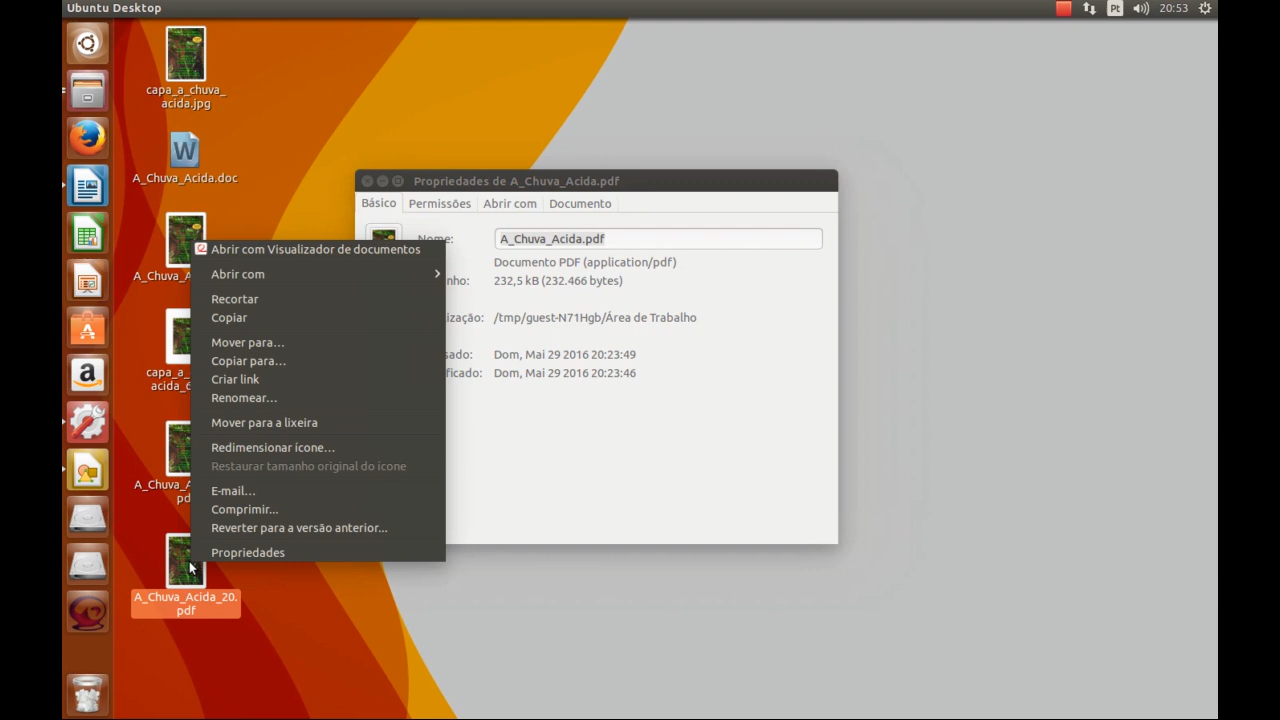 Ubuntu Desktop
Pt
20:53
capa_a_chuva_
acida.jpg
A_Chuva_Acida.doc
A_Chuva_A
capa_a_
acida_6
A_Chuva_A
pd
A_Chuva_Acida_20.
pdf
Propriedades de A_Chuva_Acida.pdf
Básico
Permissões
Abrir com
Documento
Nome:
A_Chuva_Acida.pdf
Documento PDF (application/pdf)
nho:
232,5 kB (232.466 bytes)
ização:
/tmp/guest-N71Hgb/Área de Trabalho
sado:
Dom, Mai 29 2016 20:23:49
ificado:
Dom, Mai 29 2016 20:23:46
Abrir com Visualizador de documentos
Abrir com
Recortar
Copiar
Mover para…
Copiar para…
Criar link
Renomear…
Mover para a lixeira
Redimensionar ícone…
Restaurar tamanho original do ícone
E-mail…
Comprimir...
Reverter para a versão anterior...
Propriedades